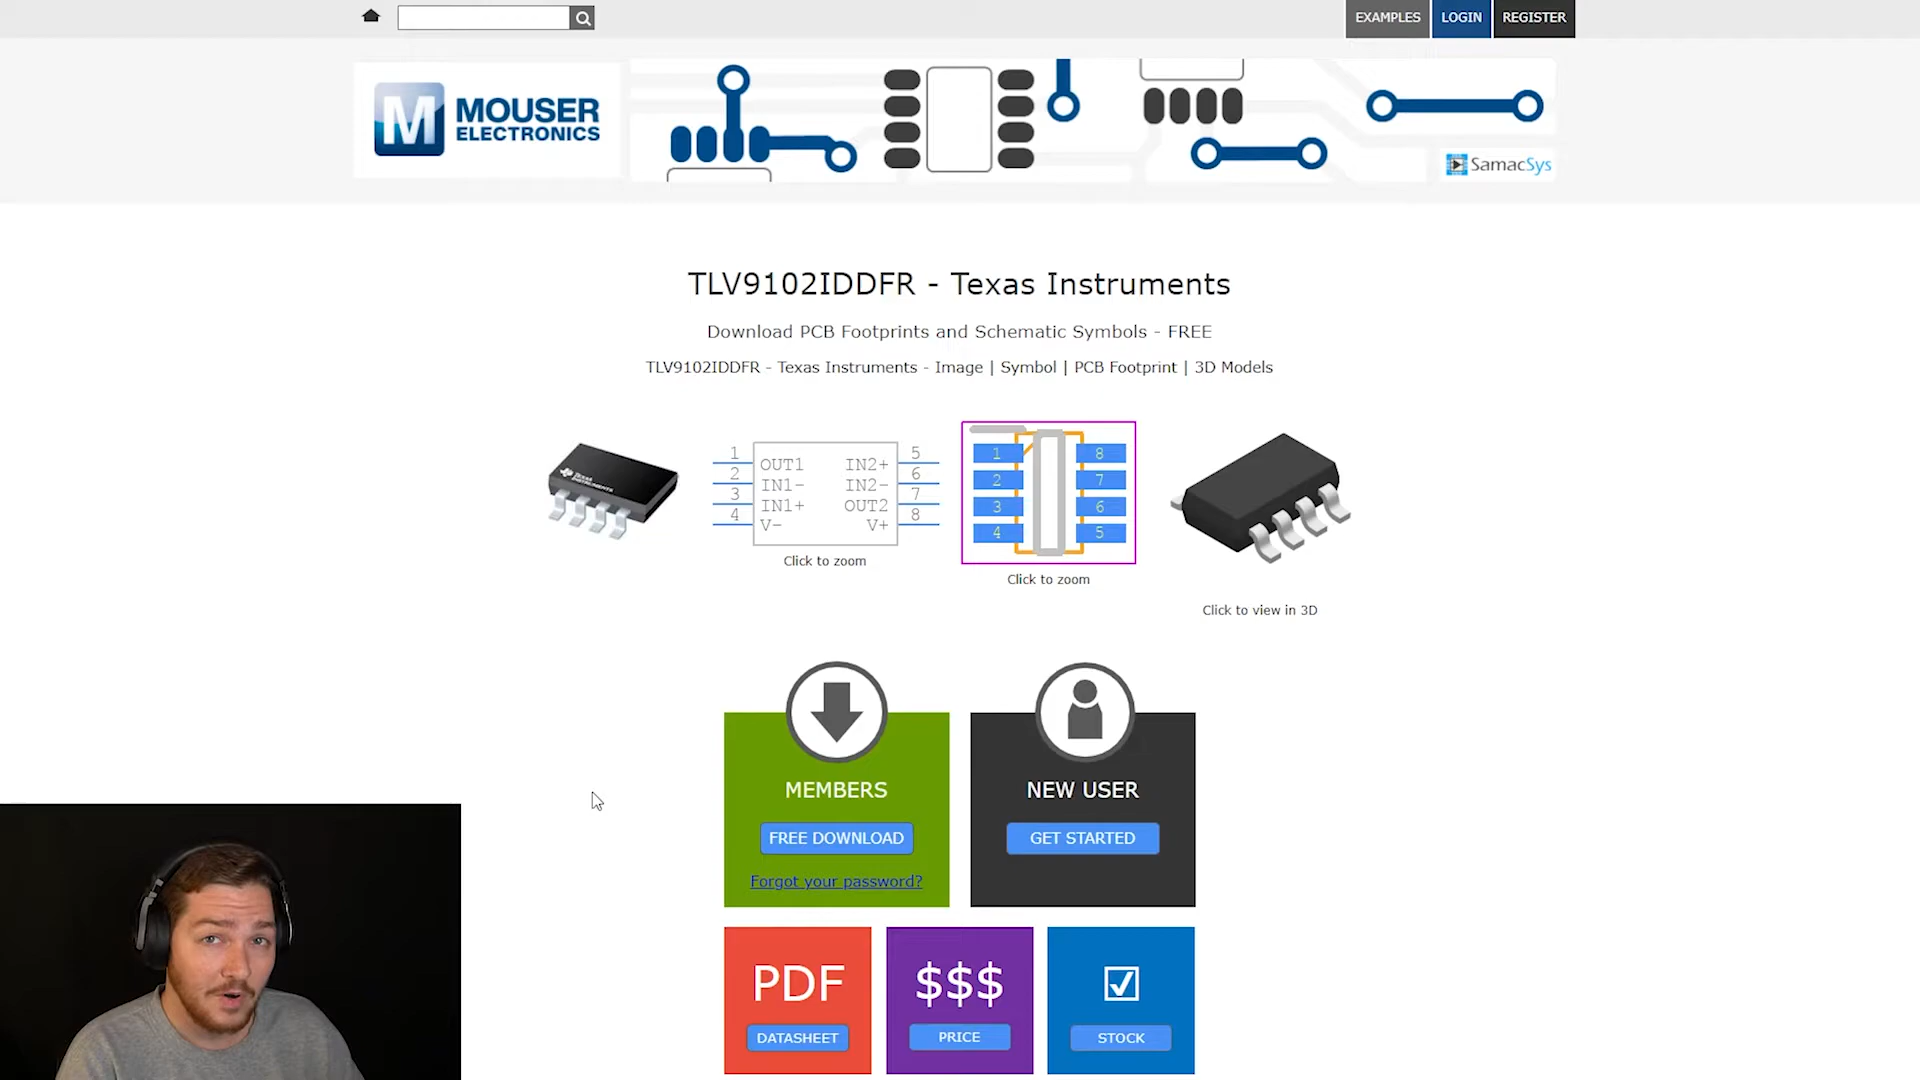 EXAMPLES LOGIN REGISTER
M MOUSER
ELECTRONICS
SamacSys
TLV9102IDDFR - Texas Instruments
Download PCB Footprints and Schematic Symbols - FREE
TLV9102IDDFR - Texas Instruments - Image | Symbol | PCB Footprint | 3D Models
TEXAS
INSTRUMENTS
1 OUT1 IN2+ 5
2 IN1- IN2- 6
3 IN1+ OUT2 7
4 V- V+ 8
Click to zoom
1 8
2 7
3 6
4 5
Click to zoom
Click to view in 3D
MEMBERS
FREE DOWNLOAD
Forgot your password?
NEW USER
GET STARTED
PDF
DATASHEET
$$$
PRICE
STOCK